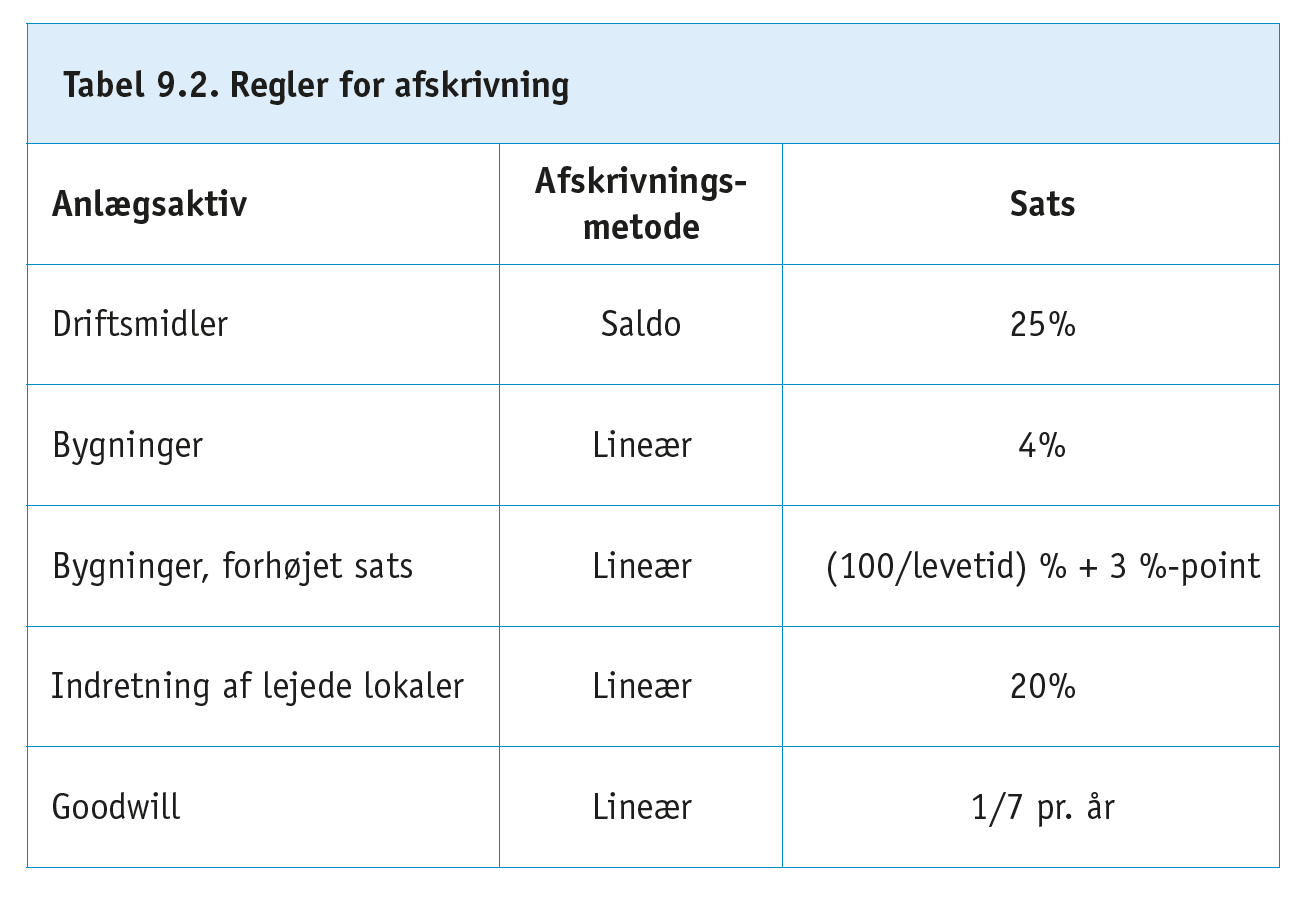 Tabel 9.2. Regler for afskrivning
Anlægsaktiv
Afskrivnings-
metode
Sats
Driftsmidler
Saldo
25%
Bygninger
Lineær
4%
Bygninger, forhøjet sats
Lineær
(100/levetid) % + 3 %-point
Indretning af lejede lokaler
Lineær
20%
Goodwill
Lineær
1/7 pr. år